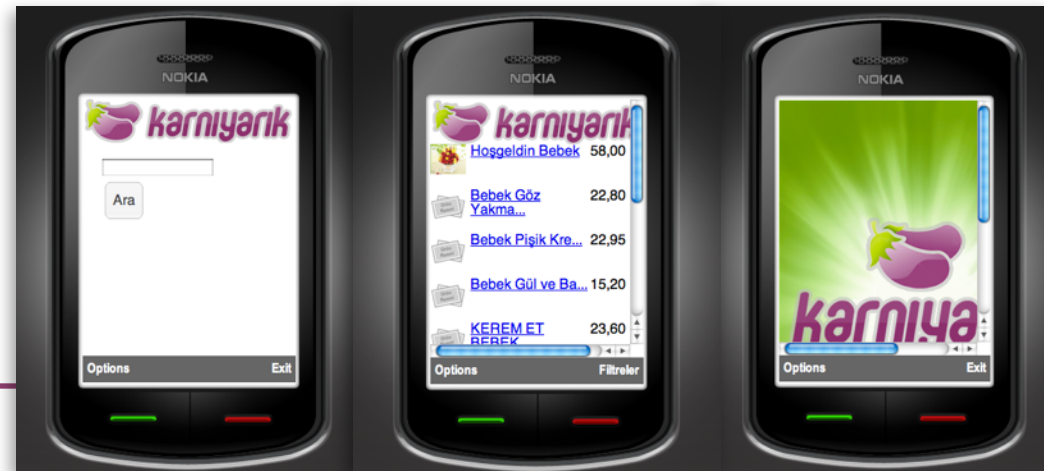 NOKIA
karnıyarık
Ara
Options Exit
NOKIA
karnıyarık
Hoşgeldin Bebek 58,00
Bebek Göz 22,80
Yakma...
Bebek Pişik Kre... 22,95
Bebek Gül ve Ba... 15,20
KEREM ET 23,60
BEBEK
Options Filtreler
NOKIA
karnıya
Options Exit